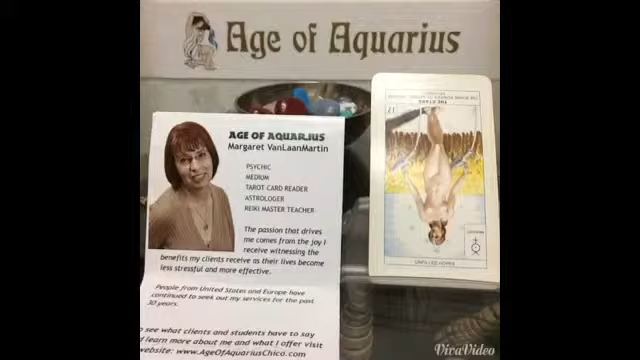 Age of Aquarius
AGE OF AQUARIUS
Margaret VanLaanMartin
PSYCHIC
MEDIUM
TAROT CARD READER
ASTROLOGER
REIKI MASTER TEACHER
The passion that drives
me comes from the joy I
receive witnessing the
benefits my clients receive as their lives become
less stressful and more effective.
People from United States and Europe have
continued to seek out my services for the past
30 years.
o see what clients and students have to say
d learn more about me and what I offer visit
website: www.AgeOfAquariusChico.com
THE STARS
17
UNFULFILLED HOPES
VivaVideo